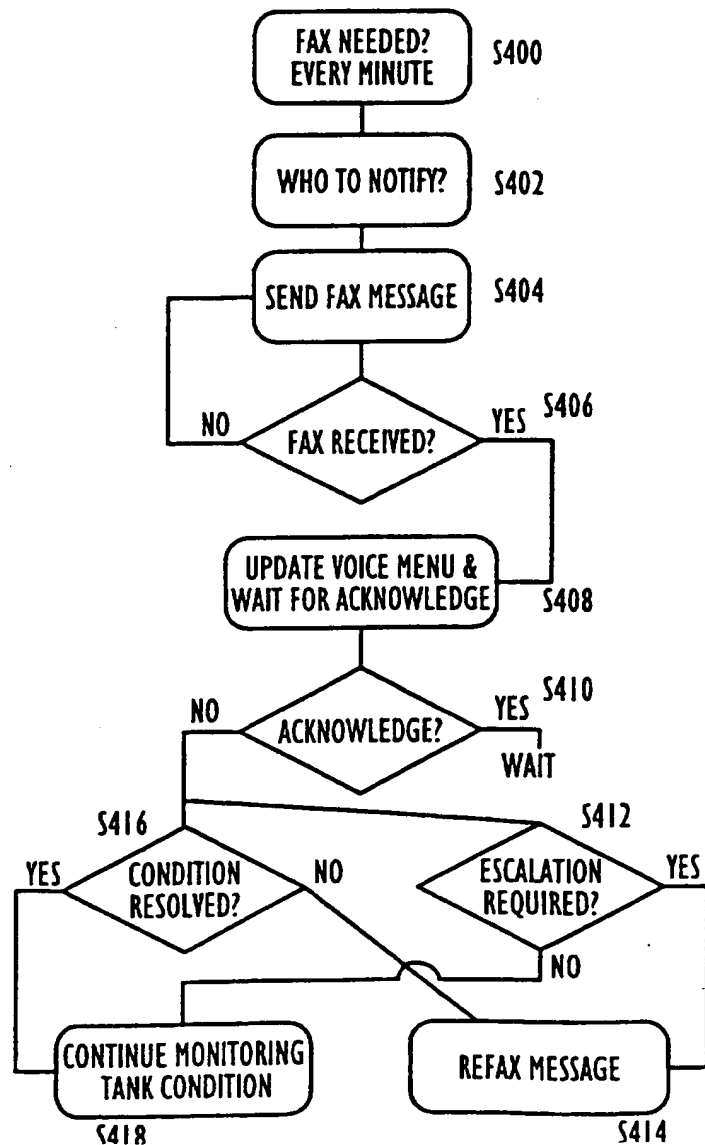 FAX NEEDED?
EVERY MINUTE
S400
WHO TO NOTIFY?
S402
SEND FAX MESSAGE
S404
NO
FAX RECEIVED?
YES
S406
UPDATE VOICE MENU &
WAIT FOR ACKNOWLEDGE
S408
NO
ACKNOWLEDGE?
YES
S410
WAIT
S416
S412
YES
CONDITION
RESOLVED?
NO
ESCALATION
REQUIRED?
YES
NO
CONTINUE MONITORING
TANK CONDITION
REFAX MESSAGE
S418
S414